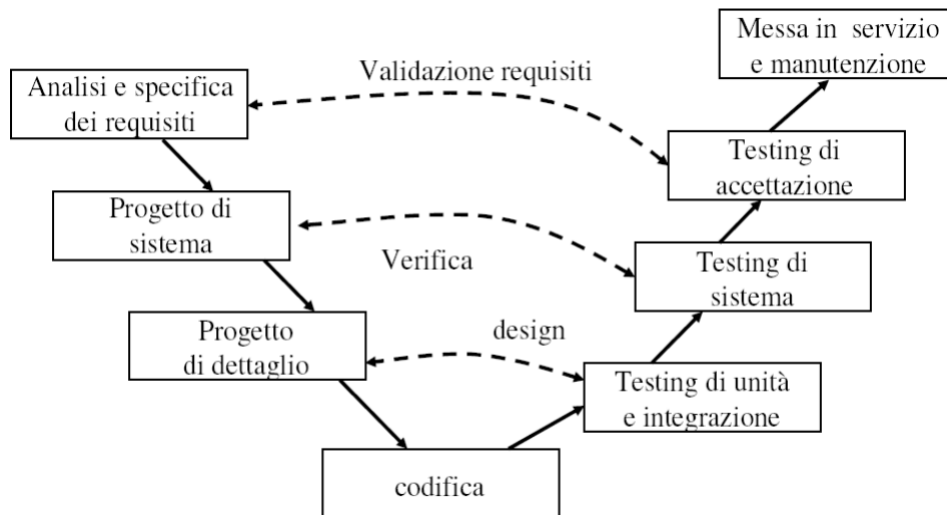 Messa in servizio
e manutenzione
Validazione requisiti
Analisi e specifica
dei requisiti
Testing di
accettazione
Progetto di
sistema
Verifica
Testing di
sistema
Progetto
di dettaglio
design
Testing di unità
e integrazione
codifica